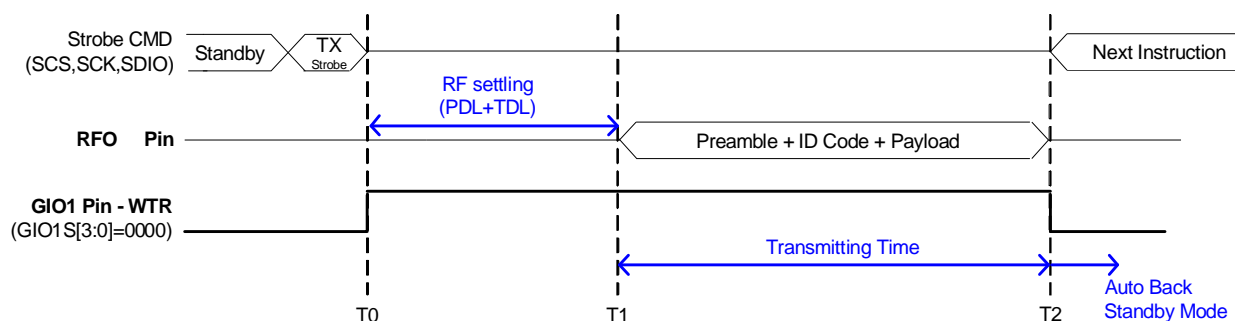 Strobe CMD
(SCS,SCK,SDIO)
Standby
TX
Strobe
Next Instruction
RF settling
(PDL+TDL)
RFO Pin
Preamble + ID Code + Payload
GIO1 Pin - WTR
(GIO1S[3:0]=0000)
Transmitting Time
Auto Back
Standby Mode
T0
T1
T2